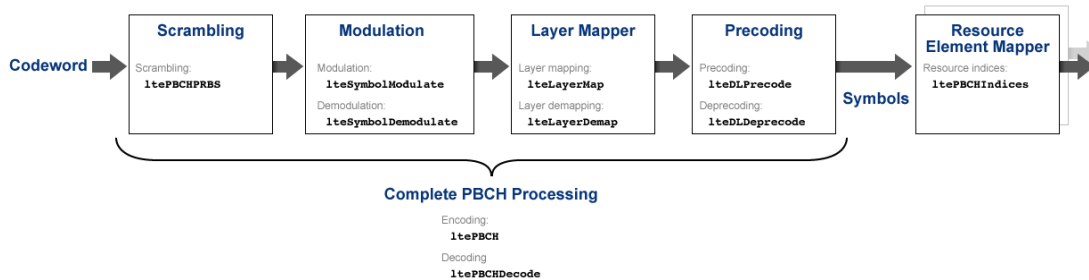 Codeword
Scrambling
Scrambling:
ltePBCHPRBS
Modulation
Modulation:
lteSymbolModulate
Demodulation:
lteSymbolDemodulate
Layer Mapper
Layer mapping:
lteLayerMap
Layer demapping:
lteLayerDemap
Precoding
Precoding:
lteDLPrecode
Deprecoding:
lteDLDeprecode
Symbols
Resource
Element Mapper
Resource indices:
ltePBCHIndices
Complete PBCH Processing
Encoding:
ltePBCH
Decoding
ltePBCHDecode